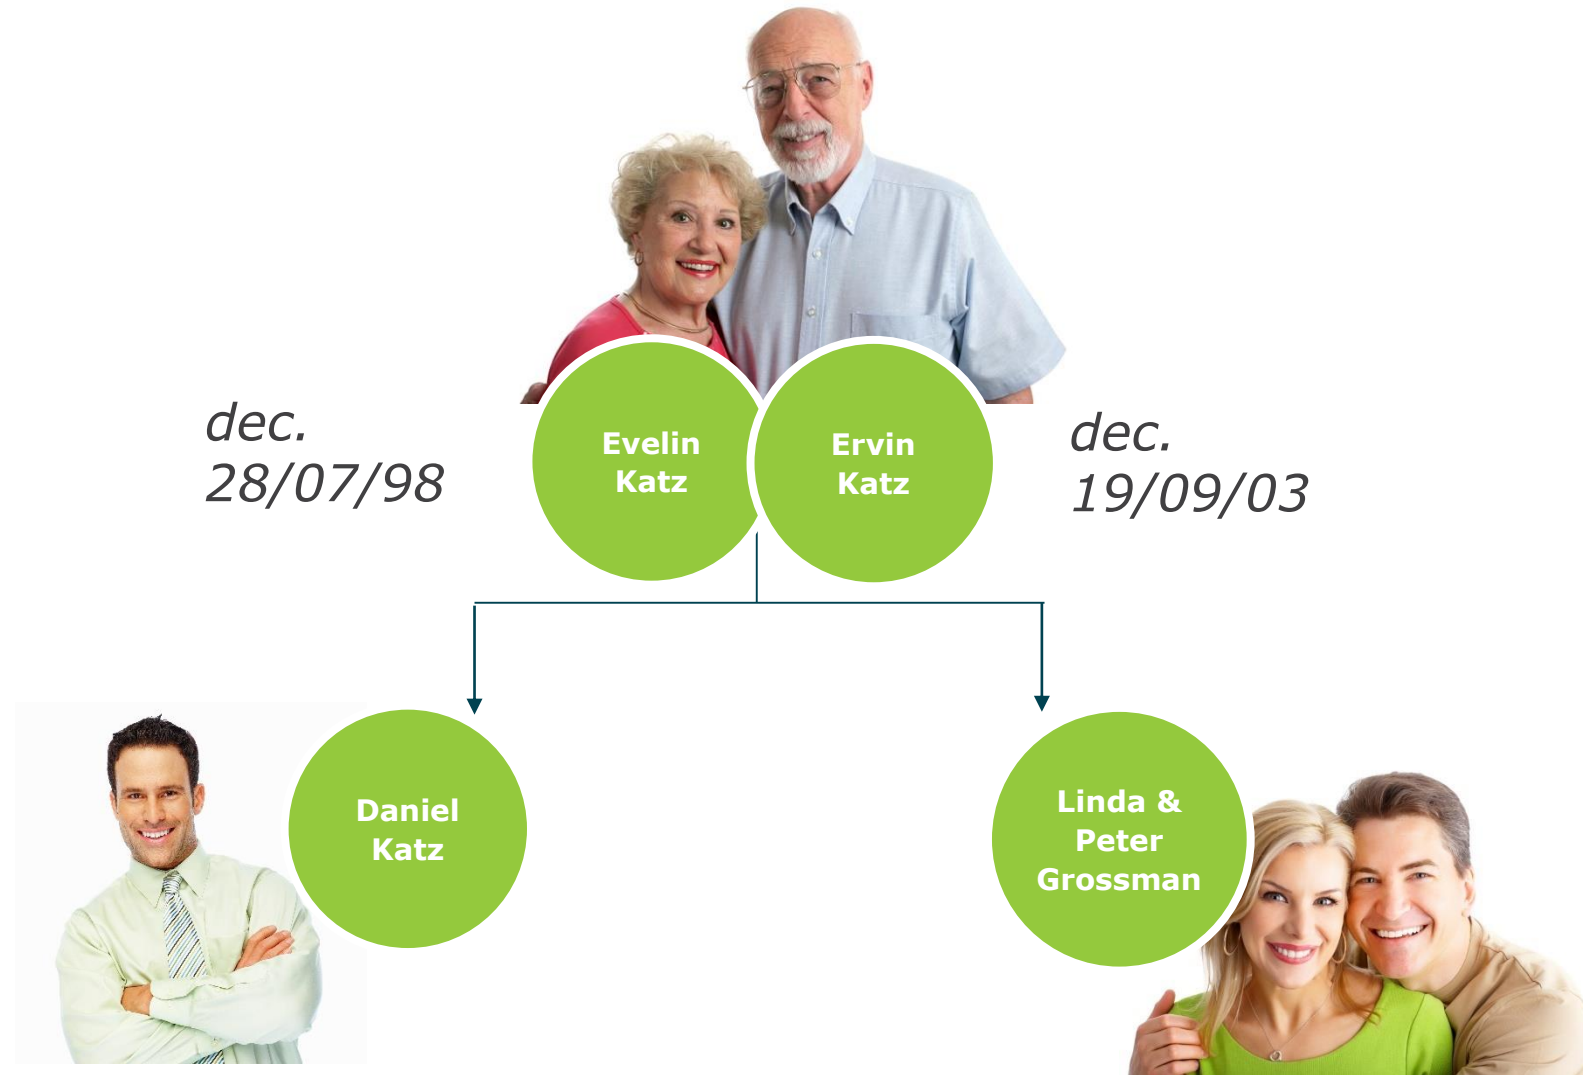 dec.
28/07/98
Evelin
Katz
Ervin
Katz
dec.
19/09/03
Daniel
Katz
Linda &
Peter
Grossman